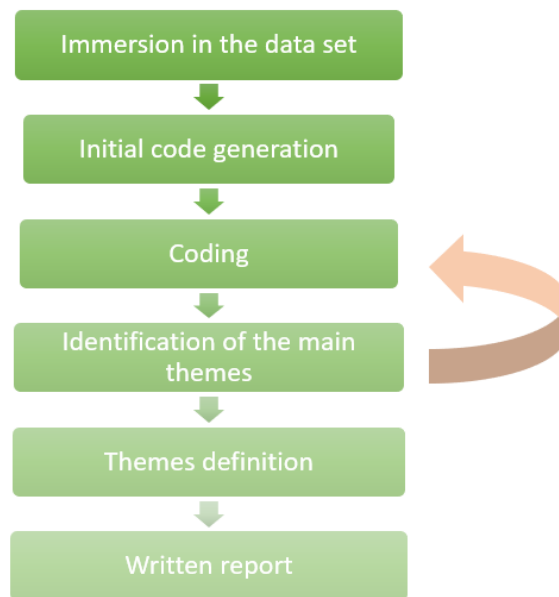 Immersion in the data set
Initial code generation
Coding
Identification of the main
themes
Themes definition
Written report